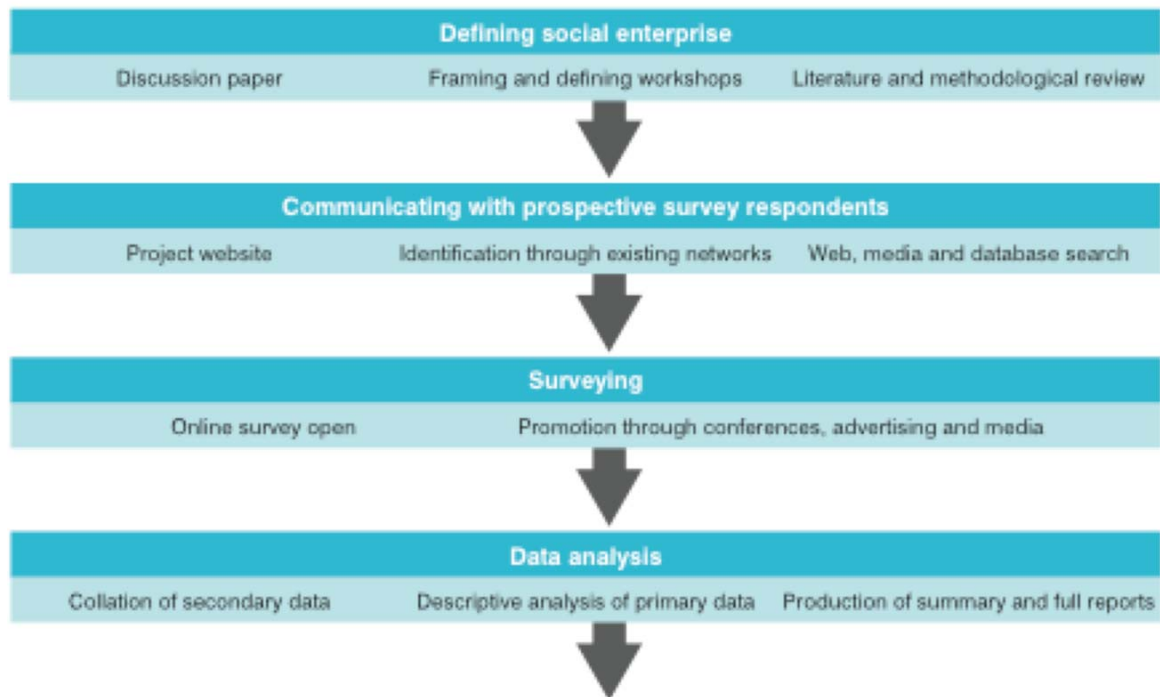 Defining social enterprise
Discussion paper Framing and defining workshops Literature and methodological review
Communicating with prospective survey respondents
Project website Identification through existing networks Web, media and database search
Surveying
Online survey open Promotion through conferences, advertising and media
Data analysis
Collation of secondary data Descriptive analysis of primary data Production of summary and full reports